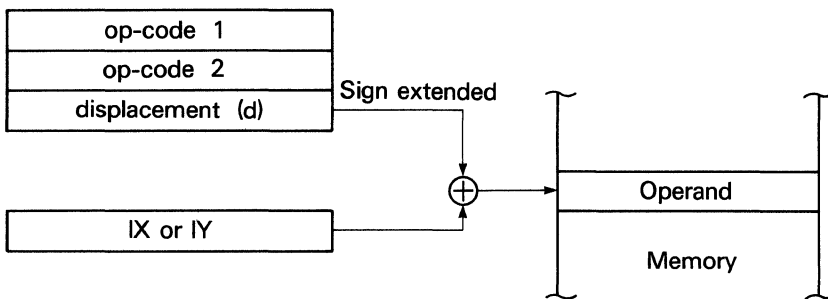 op-code 1
op-code 2
displacement (d)
Sign extended
IX or IY
Operand
Memory